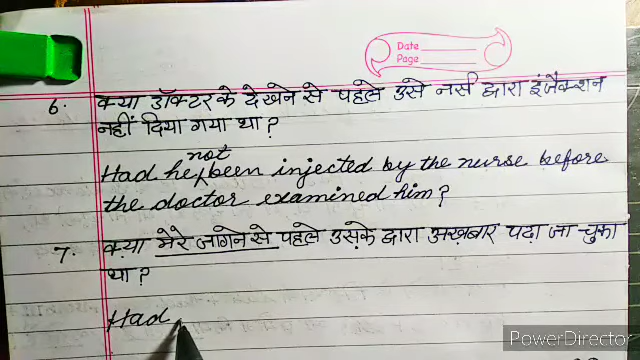 Date
Page
6. क्या डॉक्टर के देखने से पहले उसे नर्स द्वारा इंजैक्शन
नहीं दिया गया था ?
not
Had he ∧ been injected by the nurse before
the doctor examined him ?
7. क्या मेरे जागने से पहले उसके द्वारा अख़बार पढ़ा जा चुका
था ?
Had
PowerDirector